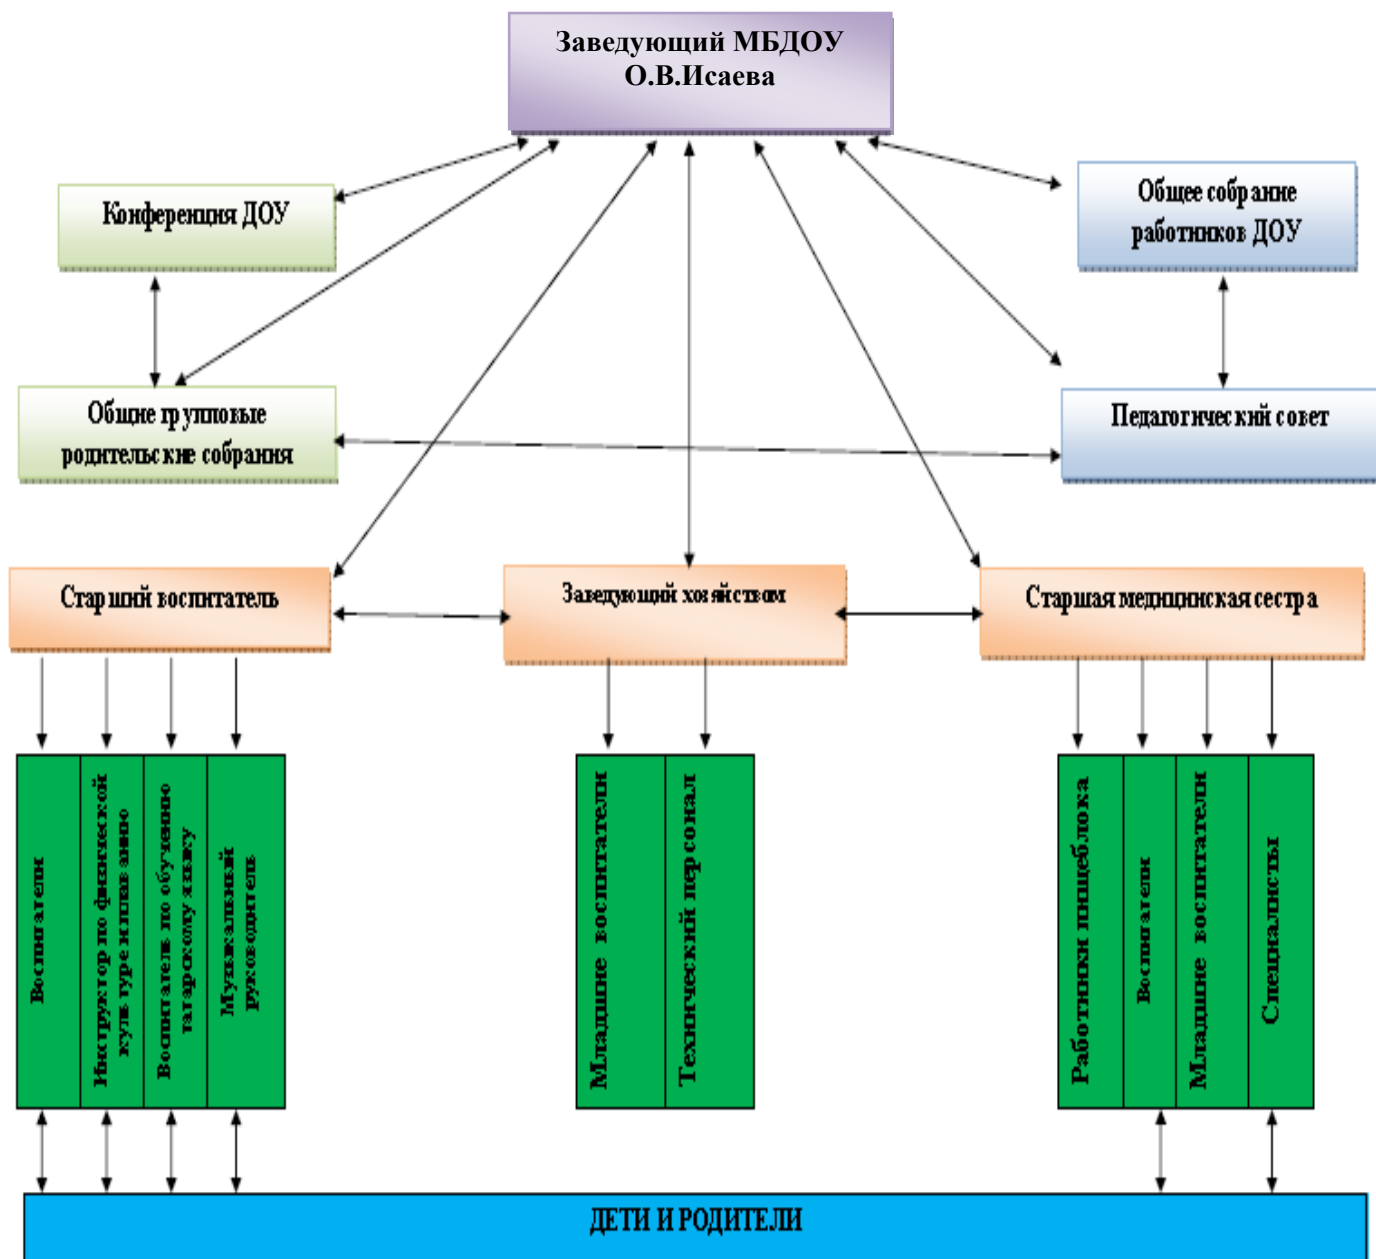 Заведующий МБДОУ
О.В.Исаева
Конференция ДОУ
Общее собрание
работников ДОУ
Общие групповые
родительские собрания
Педагогический совет
Старший воспитатель
Заведующий хозяйством
Старшая медицинская сестра
Воспитатели
Инструктор по физической
культуре и плаванию
Воспитатель по обучению
татарскому языку
Музыкальный
руководитель
Младшие воспитатели
Технический персонал
Работники пищеблока
Воспитатели
Младшие воспитатели
Специалисты
ДЕТИ И РОДИТЕЛИ